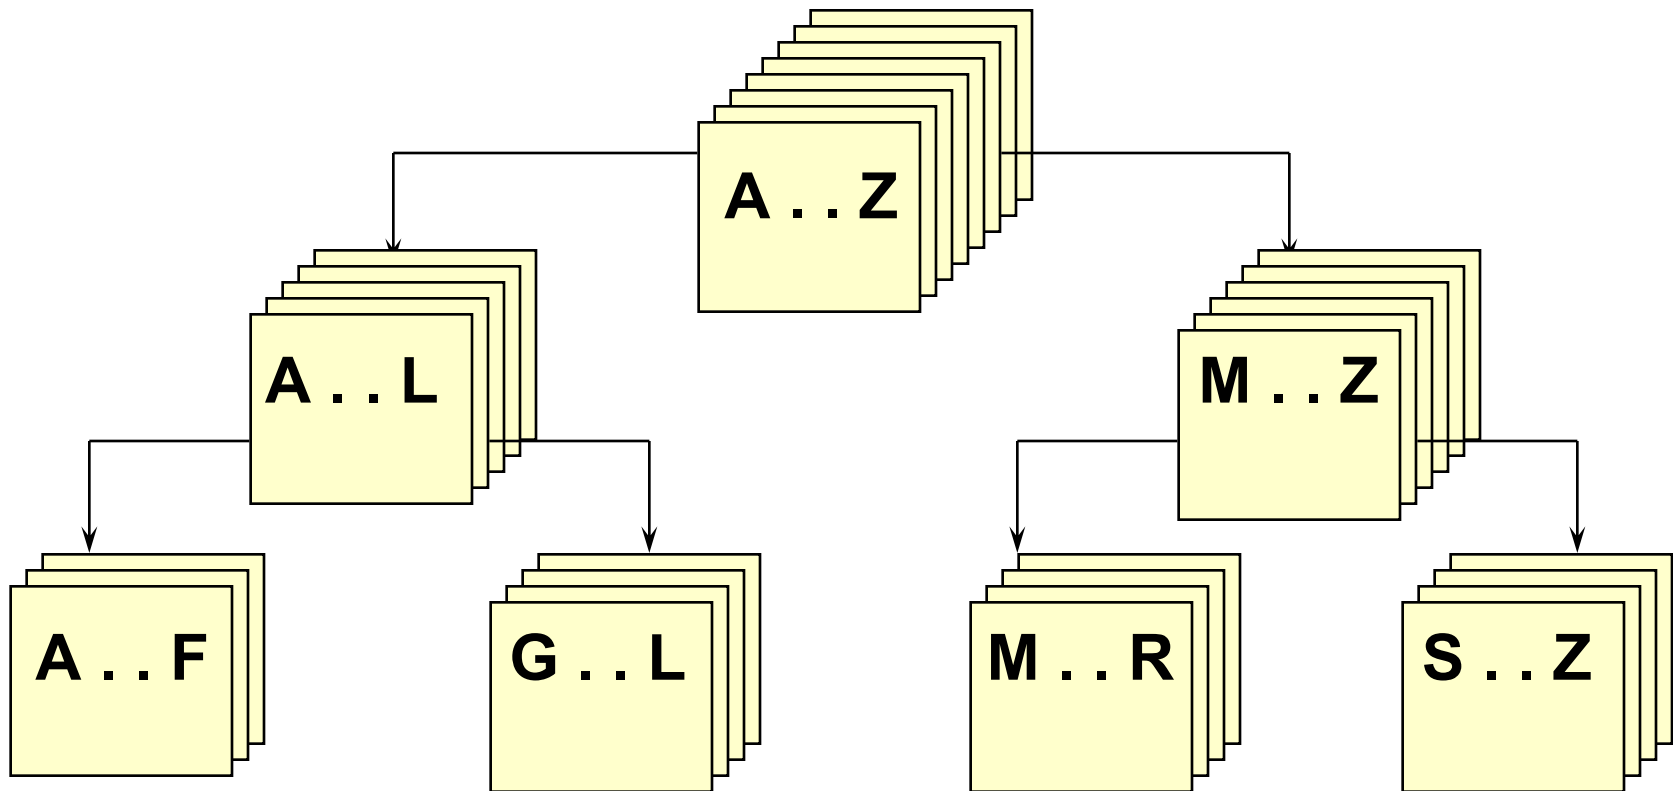 A . . Z
A . . L
M . . Z
A . . F
G . . L
M . . R
S . . Z